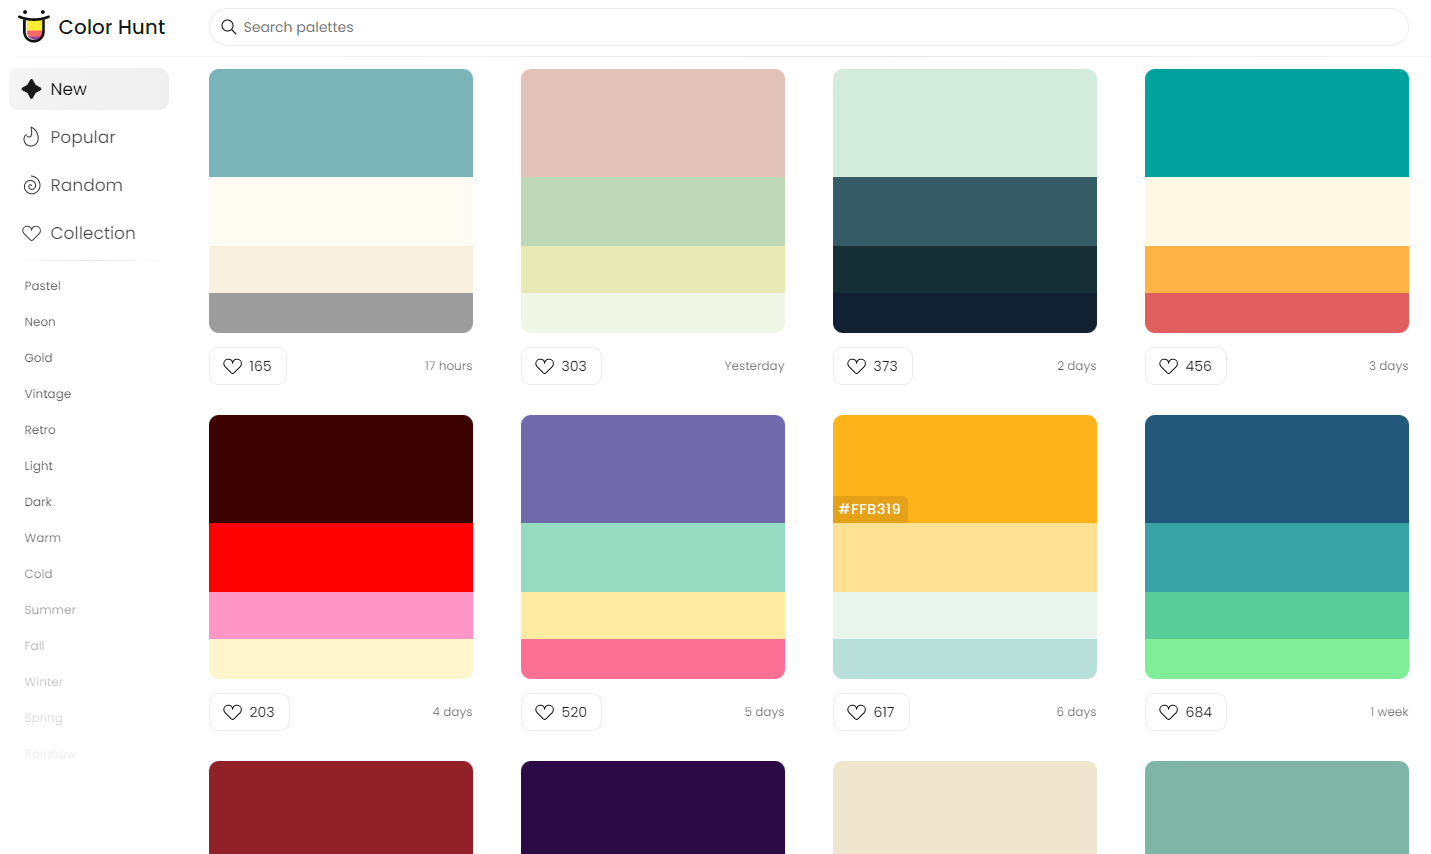 Color Hunt
Search palettes
New
Popular
Random
Collection
Pastel
Neon
Gold
Vintage
Retro
Light
Dark
Warm
Cold
Summer
Fall
Winter
Spring
Rainbow
165
17 hours
303
Yesterday
373
2 days
456
3 days
#FFB319
203
4 days
520
5 days
617
6 days
684
1 week